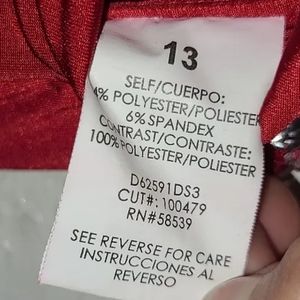 13
SELF/CUERPO:
4% POLYESTER/POLIESTER
6% SPANDEX
CONTRAST/CONTRASTE:
100% POLYESTER/POLIESTER
D62591DS3
CUT#: 100479
RN#58539
SEE REVERSE FOR CARE
INSTRUCCIONES AL
REVERSO